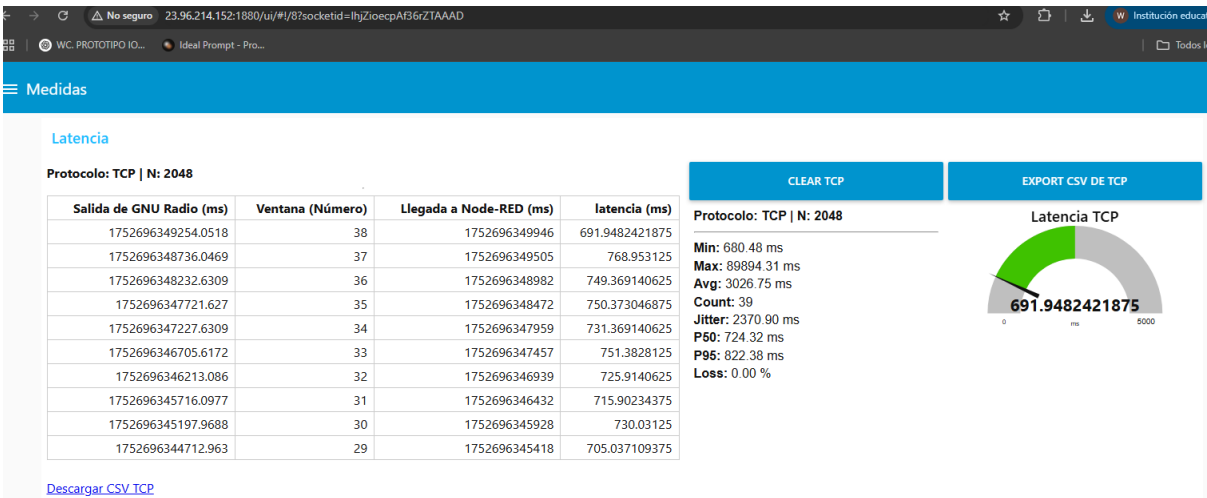 No seguro 23.96.214.152:1880/ui/#!/8?socketid=IhjZioecpAf36rZTAAAD W Institución educat
WC. PROTOTIPO IO... Ideal Prompt - Pro... Todos l
Medidas
Latencia
Protocolo: TCP | N: 2048
Salida de GNU Radio (ms) Ventana (Número) Llegada a Node-RED (ms) latencia (ms)
1752696349254.0518 38 1752696349946 691.9482421875
1752696348736.0469 37 1752696349505 768.953125
1752696348232.6309 36 1752696348982 749.369140625
1752696347721.627 35 1752696348472 750.373046875
1752696347227.6309 34 1752696347959 731.369140625
1752696346705.6172 33 1752696347457 751.3828125
1752696346213.086 32 1752696346939 725.9140625
1752696345716.0977 31 1752696346432 715.90234375
1752696345197.9688 30 1752696345928 730.03125
1752696344712.963 29 1752696345418 705.037109375
Descargar CSV TCP
CLEAR TCP
EXPORT CSV DE TCP
Protocolo: TCP | N: 2048
Min: 680.48 ms
Max: 89894.31 ms
Avg: 3026.75 ms
Count: 39
Jitter: 2370.90 ms
P50: 724.32 ms
P95: 822.38 ms
Loss: 0.00 %
Latencia TCP
691.9482421875
0 ms 5000